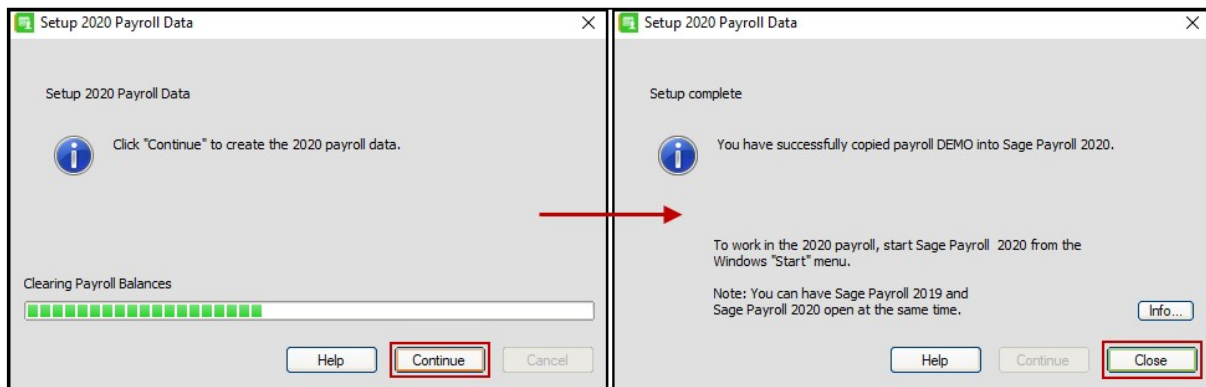 Setup 2020 Payroll Data
Setup 2020 Payroll Data
Click "Continue" to create the 2020 payroll data.
Clearing Payroll Balances
Help
Continue
Cancel
Setup 2020 Payroll Data
Setup complete
You have successfully copied payroll DEMO into Sage Payroll 2020.
To work in the 2020 payroll, start Sage Payroll 2020 from the
Windows "Start" menu.
Note: You can have Sage Payroll 2019 and
Sage Payroll 2020 open at the same time.
Info...
Help
Continue
Close